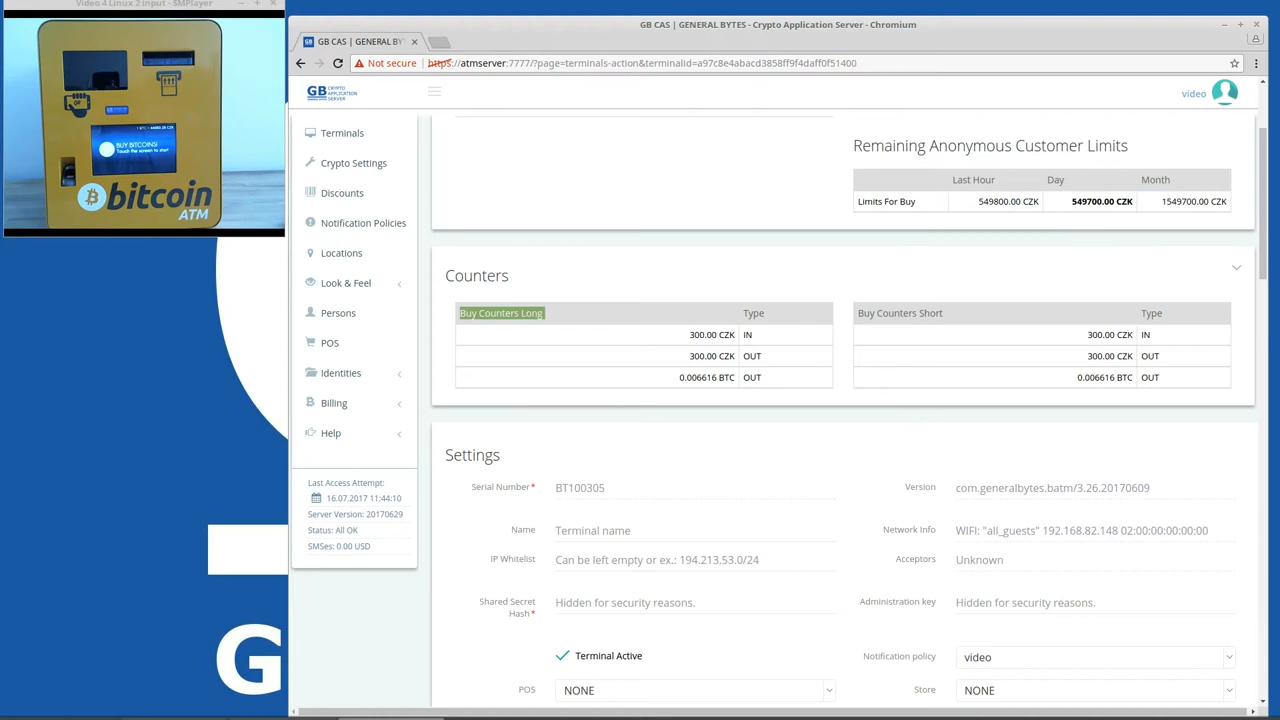 Video 4 Linux 2 input - SMPlayer
BUY BITCOINS!
Touch the screen to start
bitcoin
ATM
G
GB CAS | GENERAL BYTES - Crypto Application Server - Chromium
GB CAS | GENERAL BYT
Not secure https://atmserver:7777/?page=terminals-action&terminalid=a97c8e4abacd3858ff9f4daff0f51400
GB CRYPTO APPLICATION SERVER
video
Terminals
Crypto Settings
Discounts
Notification Policies
Locations
Look & Feel
Persons
POS
Identities
Billing
Help
Last Access Attempt:
16.07.2017 11:44:10
Server Version: 20170629
Status: All OK
SMSes: 0.00 USD
Remaining Anonymous Customer Limits
Last Hour Day Month
Limits For Buy 549800.00 CZK 549700.00 CZK 1549700.00 CZK
Counters
Buy Counters Long Type
300.00 CZK IN
300.00 CZK OUT
0.006616 BTC OUT
Buy Counters Short Type
300.00 CZK IN
300.00 CZK OUT
0.006616 BTC OUT
Settings
Serial Number* BT100305
Version com.generalbytes.batm/3.26.20170609
Name Terminal name
Network Info WIFI: "all_guests" 192.168.82.148 02:00:00:00:00:00
IP Whitelist Can be left empty or ex.: 194.213.53.0/24
Acceptors Unknown
Shared Secret Hash* Hidden for security reasons.
Administration key Hidden for security reasons.
Terminal Active
Notification policy video
POS NONE
Store NONE